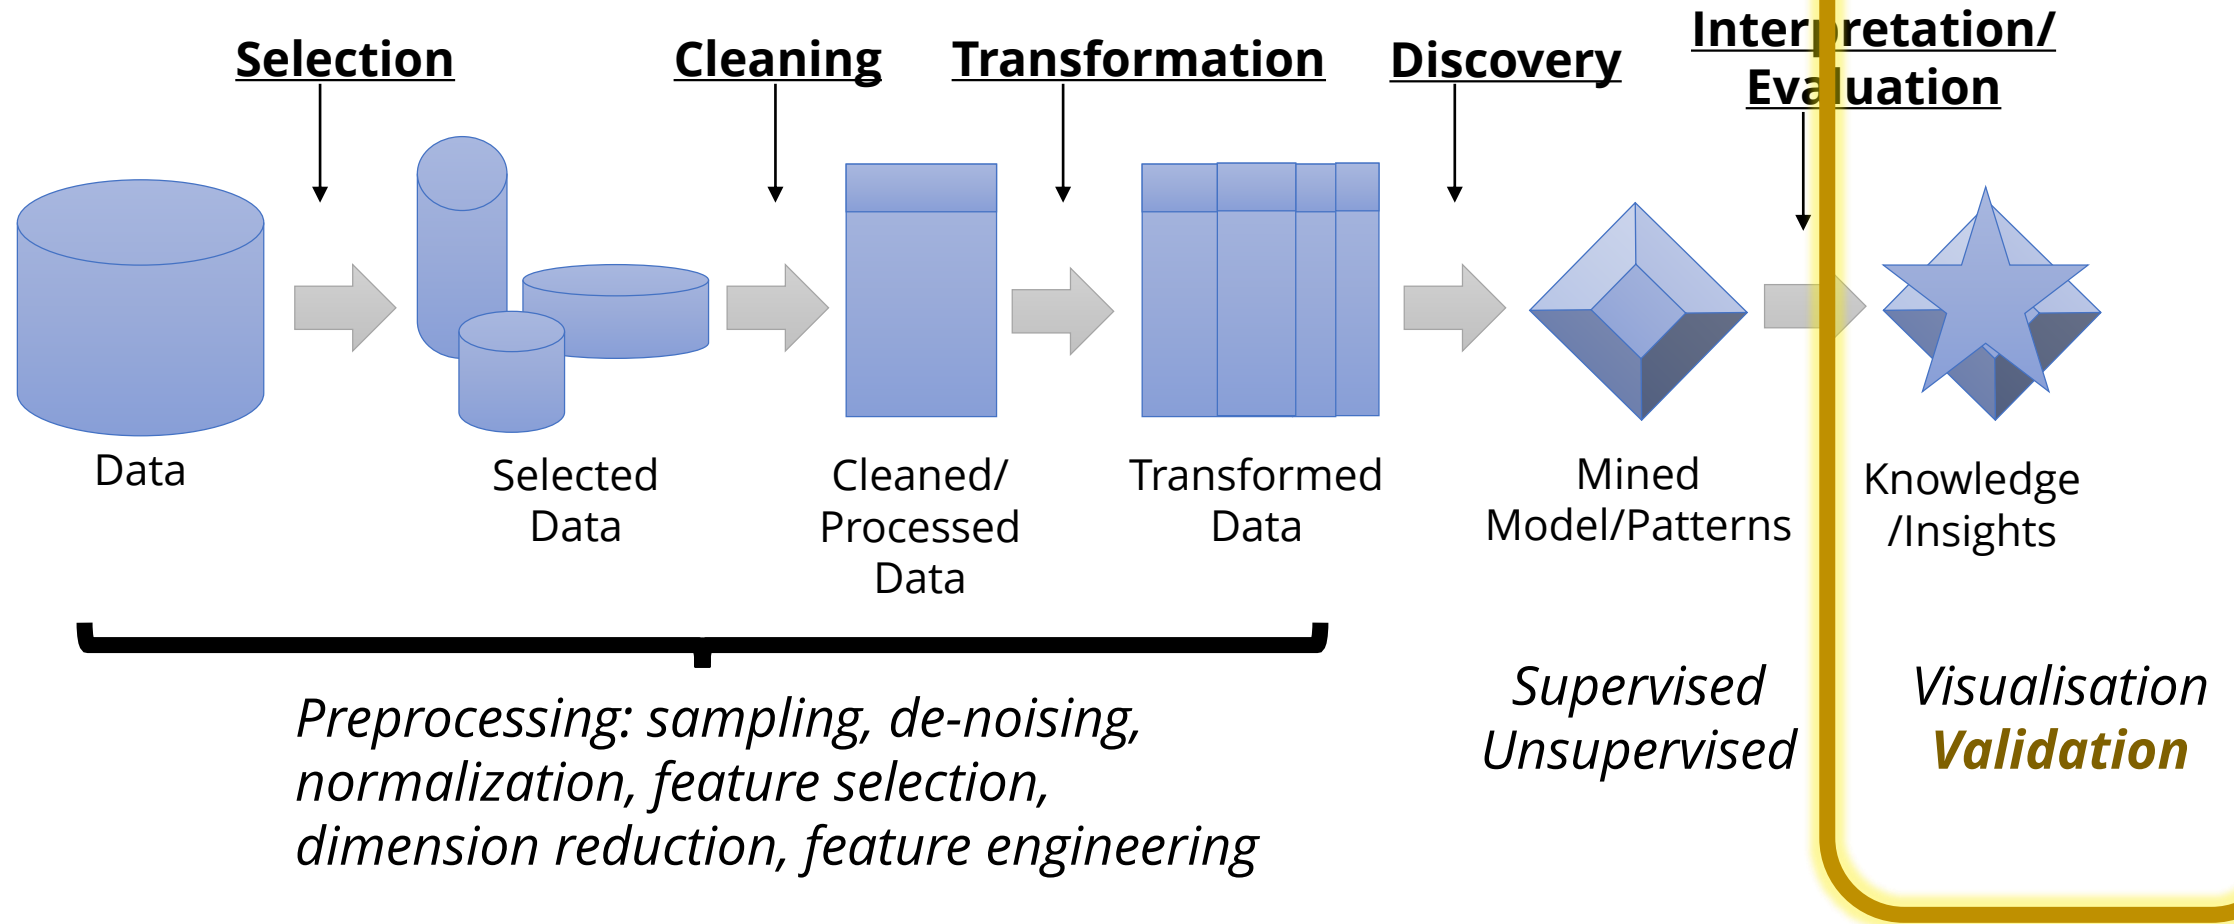 Selection
Cleaning
Transformation
Discovery
Interpretation/
Evaluation
Data
Selected
Data
Cleaned/
Processed
Data
Transformed
Data
Mined
Model/Patterns
Knowledge
/Insights
Preprocessing: sampling, de-noising,
normalization, feature selection,
dimension reduction, feature engineering
Supervised
Unsupervised
Visualisation
Validation